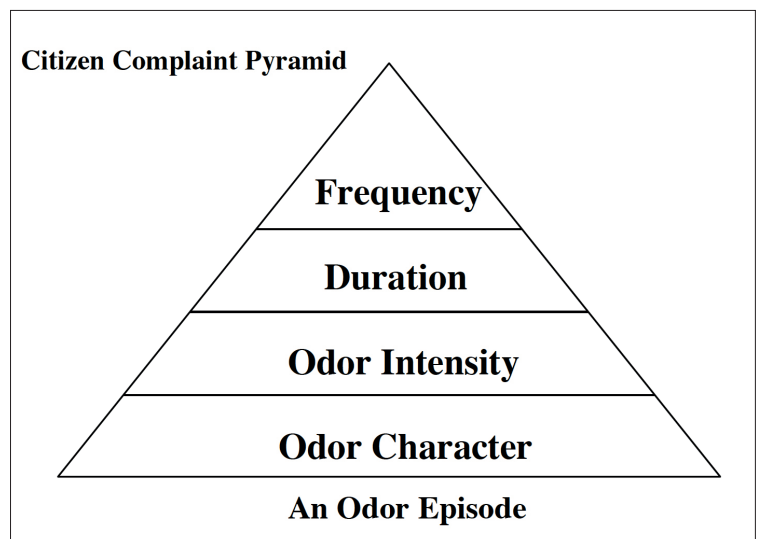 Citizen Complaint Pyramid
Frequency
Duration
Odor Intensity
Odor Character
An Odor Episode